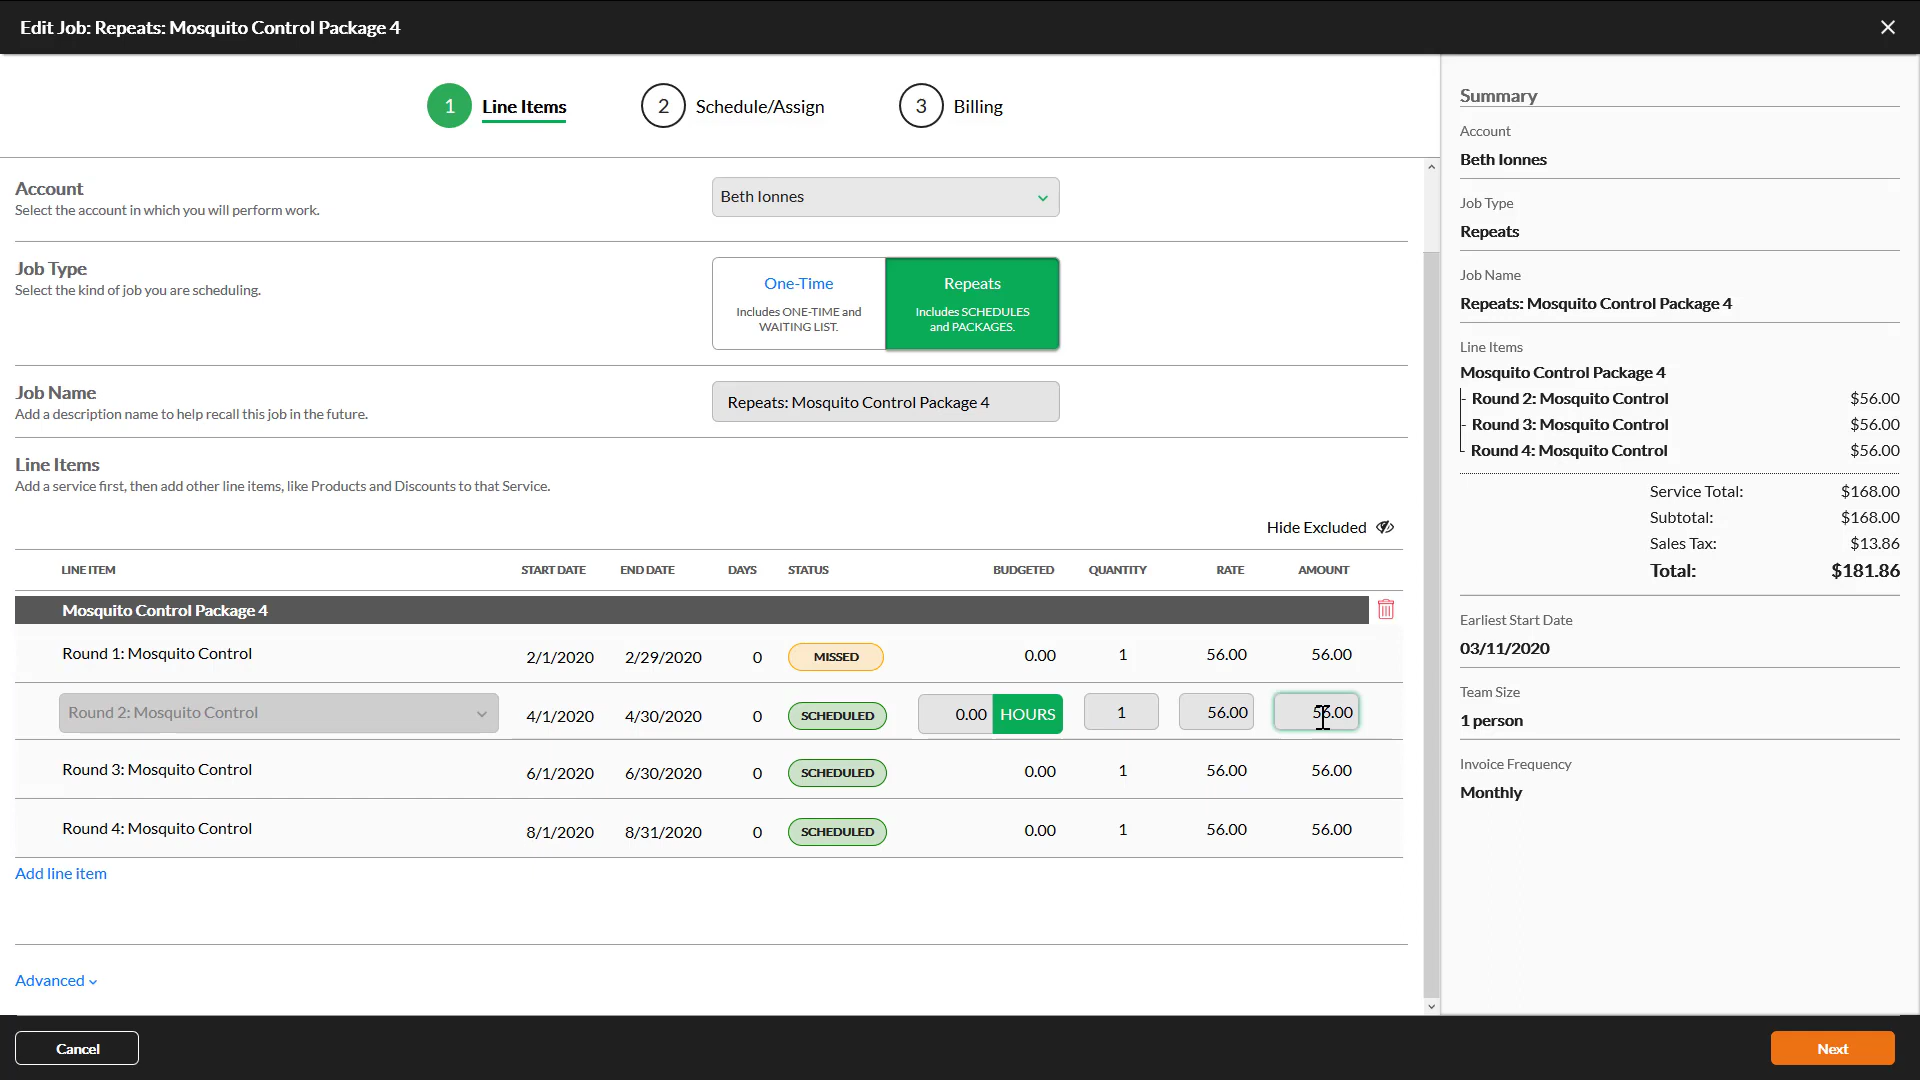 Edit Job: Repeats: Mosquito Control Package 4
1 Line Items 2 Schedule/Assign 3 Billing
Account
Select the account in which you will perform work.
Beth Ionnes
Job Type
Select the kind of job you are scheduling.
One-Time
Includes ONE-TIME and
WAITING LIST.
Repeats
Includes SCHEDULES
and PACKAGES.
Job Name
Add a description name to help recall this job in the future.
Repeats: Mosquito Control Package 4
Line Items
Add a service first, then add other line items, like Products and Discounts to that Service.
Hide Excluded
LINE ITEM START DATE END DATE DAYS STATUS BUDGETED QUANTITY RATE AMOUNT
Mosquito Control Package 4
Round 1: Mosquito Control 2/1/2020 2/29/2020 0 MISSED 0.00 1 56.00 56.00
Round 2: Mosquito Control 4/1/2020 4/30/2020 0 SCHEDULED 0.00 HOURS 1 56.00 56.00
Round 3: Mosquito Control 6/1/2020 6/30/2020 0 SCHEDULED 0.00 1 56.00 56.00
Round 4: Mosquito Control 8/1/2020 8/31/2020 0 SCHEDULED 0.00 1 56.00 56.00
Add line item
Advanced
Cancel
Next
Summary
Account
Beth Ionnes
Job Type
Repeats
Job Name
Repeats: Mosquito Control Package 4
Line Items
Mosquito Control Package 4
Round 2: Mosquito Control $56.00
Round 3: Mosquito Control $56.00
Round 4: Mosquito Control $56.00
Service Total: $168.00
Subtotal: $168.00
Sales Tax: $13.86
Total: $181.86
Earliest Start Date
03/11/2020
Team Size
1 person
Invoice Frequency
Monthly